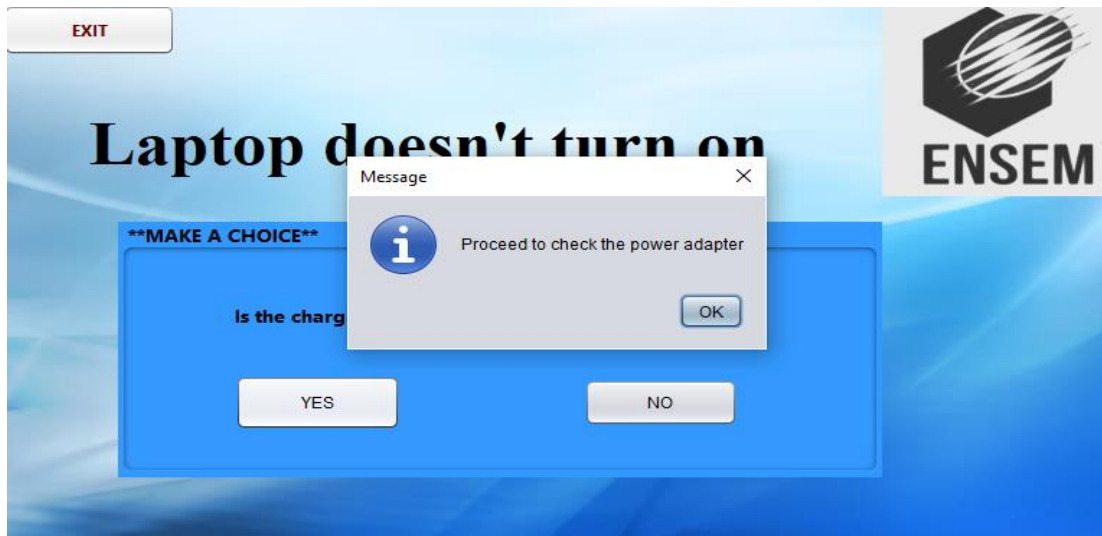 EXIT
Laptop doesn't turn on
ENSEM
Message
**MAKE A CHOICE**
Proceed to check the power adapter
Is the charg
OK
YES
NO